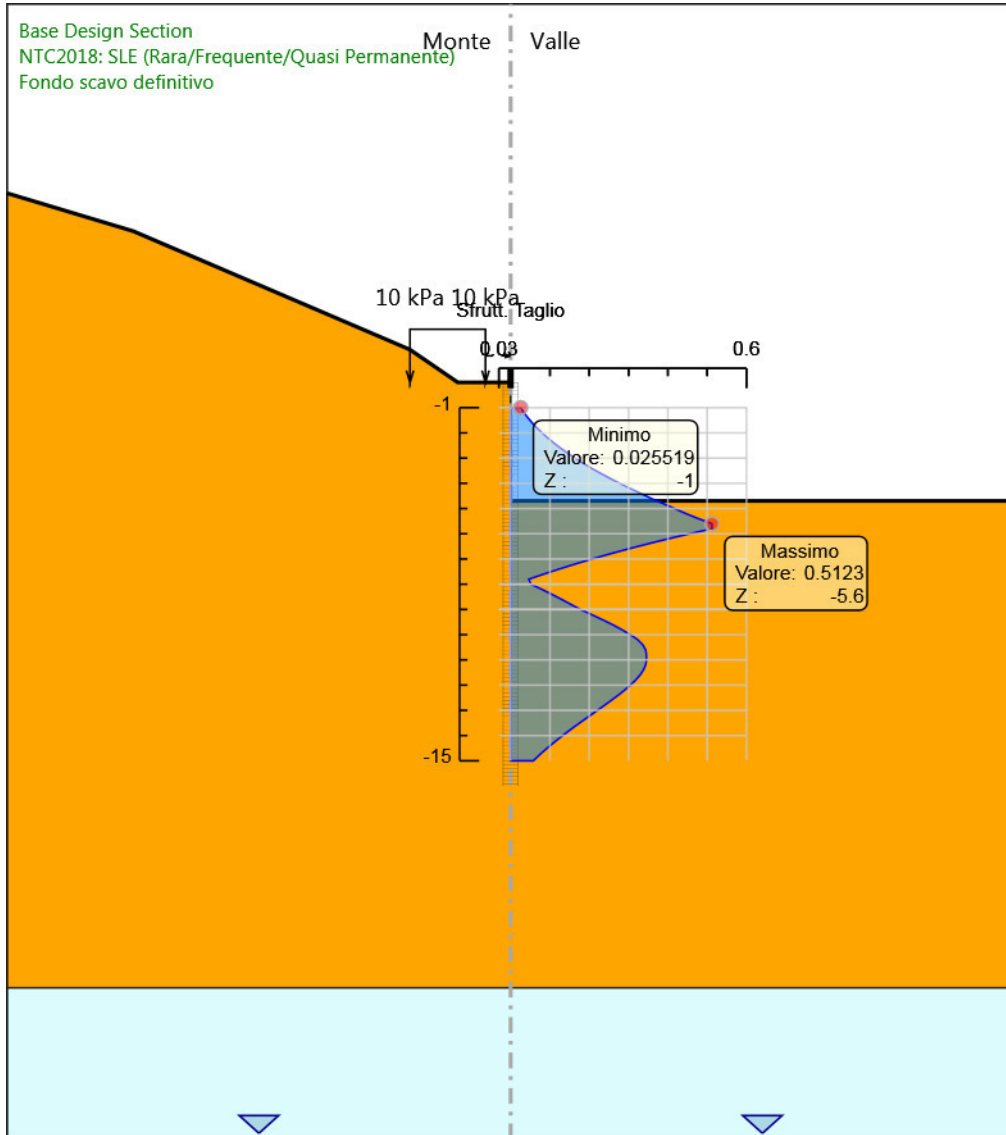 Base Design Section
NTC2018: SLE (Rara/Frequente/Quasi Permanente)
Fondo scavo definitivo
Monte
Valle
10 kPa 10 kPa
Sfrutt. Taglio
0.03
0.6
-1
Minimo
Valore: 0.025519
Z : -1
Massimo
Valore: 0.5123
Z : -5.6
-15